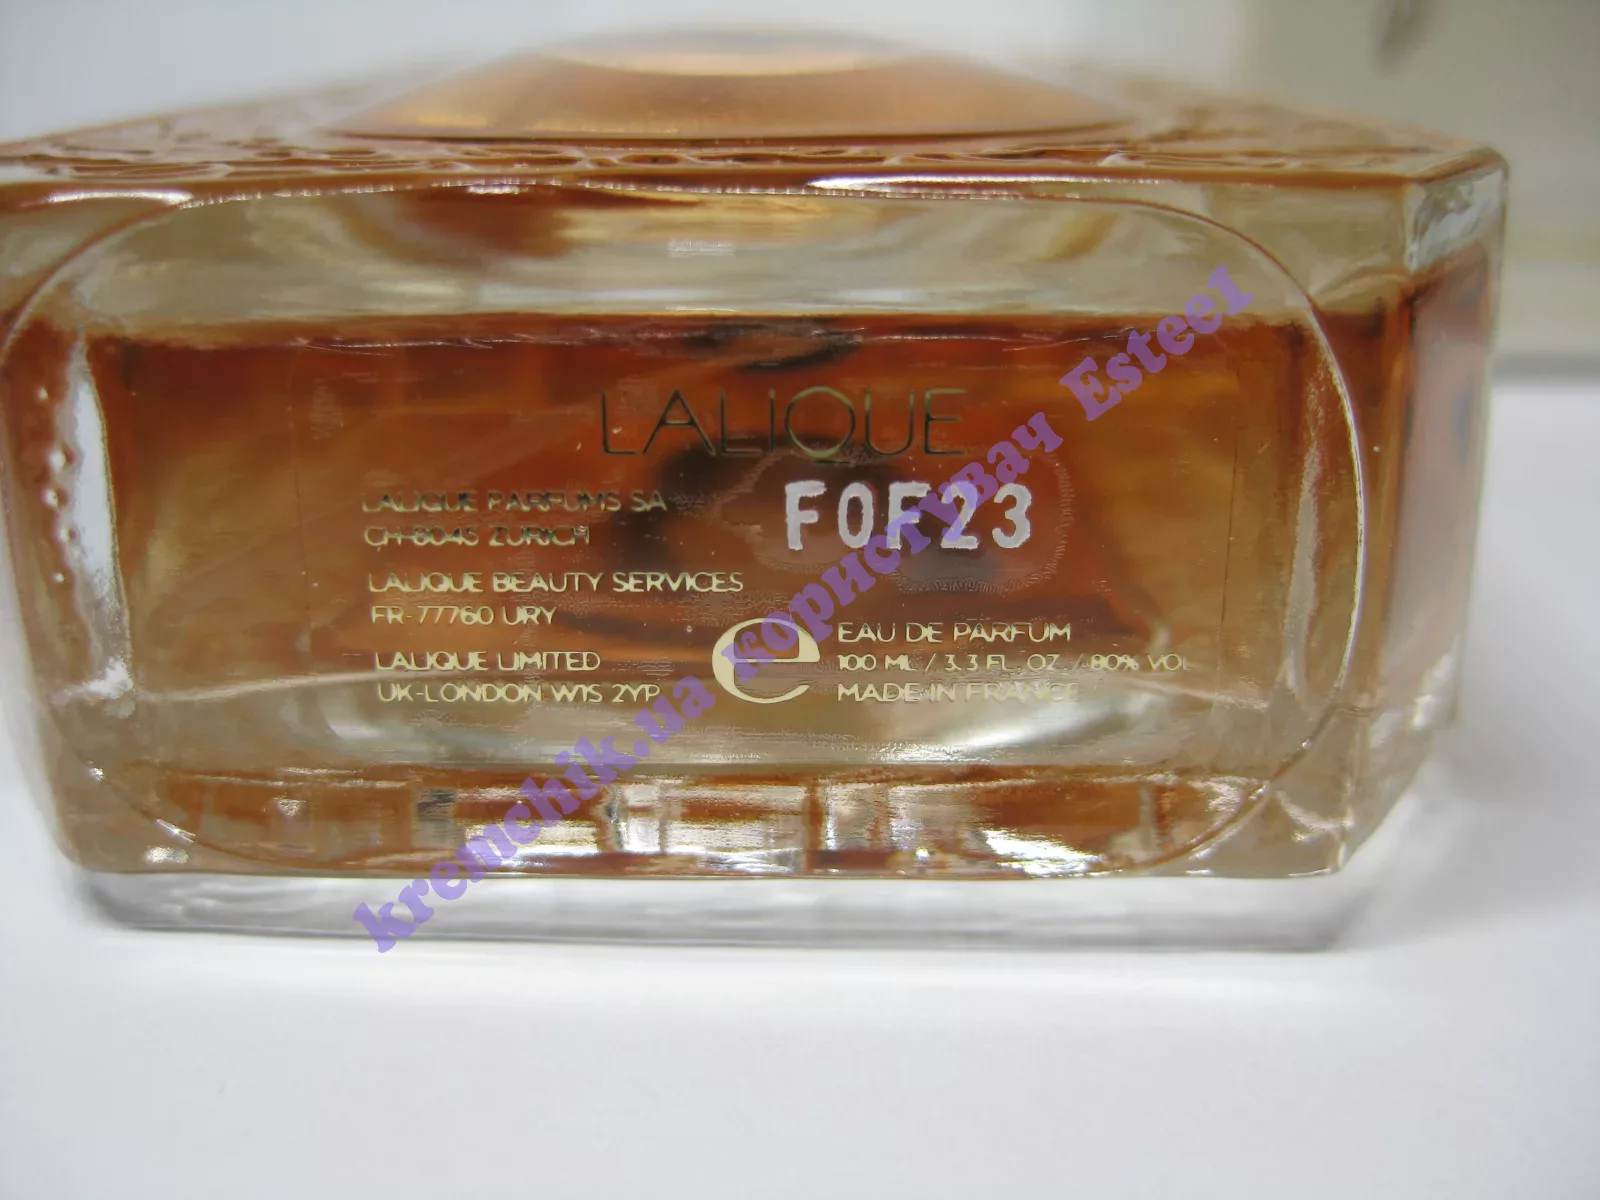 LALIQUE
F0F23
LALIQUE PARFUMS SA
CH-8045 ZURICH
LALIQUE BEAUTY SERVICES
FR-77760 URY
LALIQUE LIMITED
UK-LONDON W1S 2YP
e
EAU DE PARFUM
100 ML / 3.3 FL. OZ. / 80% VOL
MADE IN FRANCE
kremchik.ua Користувач Esteel